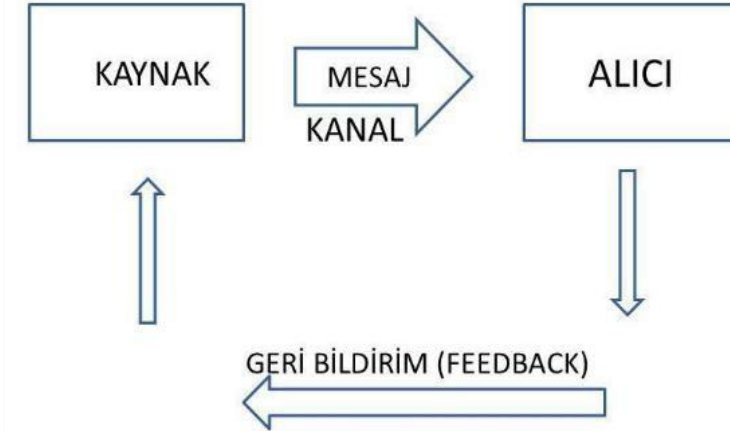 KAYNAK
MESAJ
KANAL
ALICI
GERİ BİLDİRİM (FEEDBACK)